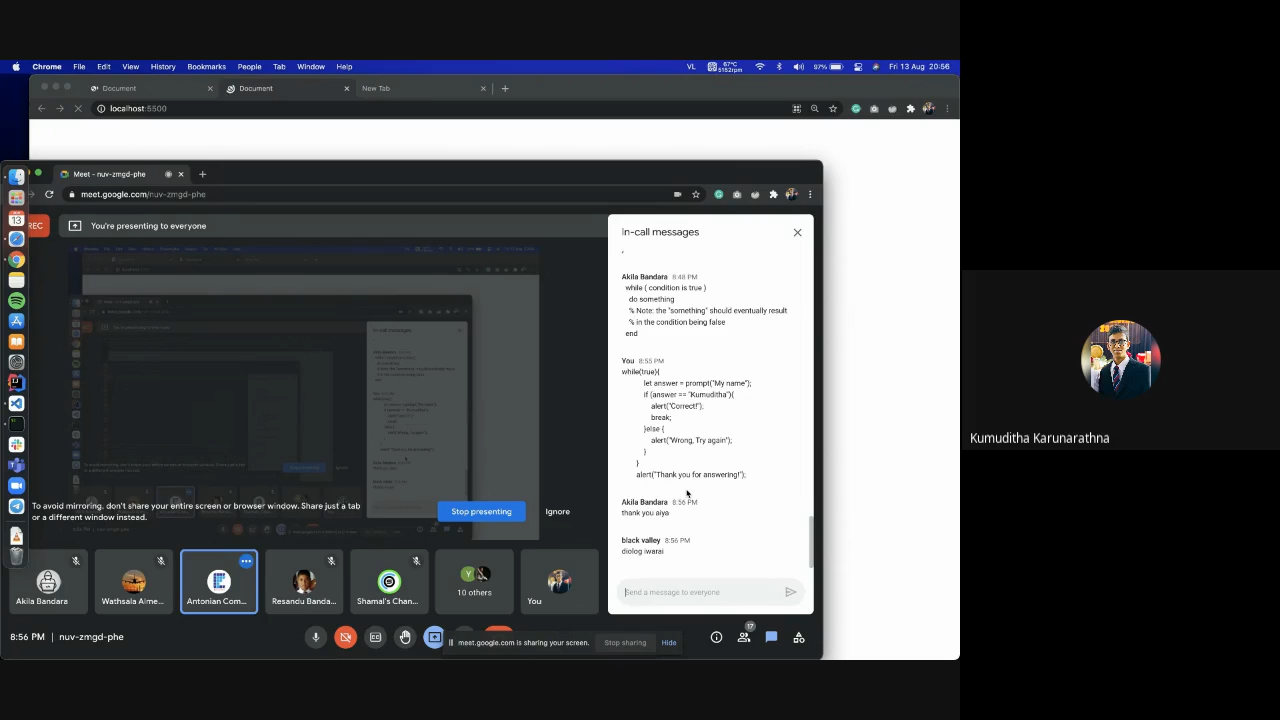 Chrome File Edit View History Bookmarks People Tab Window Help VL 67°C 5152rpm 97% Fri 13 Aug 20:56
Document Document New Tab
localhost:5500
Meet - nuv-zmgd-phe
meet.google.com/nuv-zmgd-phe
REC You're presenting to everyone
In-call messages
Akila Bandara 8:48 PM
while ( condition is true )
do something
% Note: the "something" should eventually result
% in the condition being false
end
You 8:55 PM
while(true){
let answer = prompt("My name");
if (answer == "Kumuditha"){
alert("Correct!");
break;
}else {
alert("Wrong, Try again");
}
}
alert("Thank you for answering!");
Akila Bandara 8:56 PM
thank you aiya
black valley 8:56 PM
diolog iwarai
Send a message to everyone
To avoid mirroring, don't share your entire screen or browser window. Share just a tab
or a different window instead.
Stop presenting Ignore
Akila Bandara Wathsala Alme... Antonian Com... Resandu Banda... Shamal's Chan... Y 10 others You
8:56 PM | nuv-zmgd-phe
meet.google.com is sharing your screen. Stop sharing Hide
17
13
Kumuditha Karunarathna